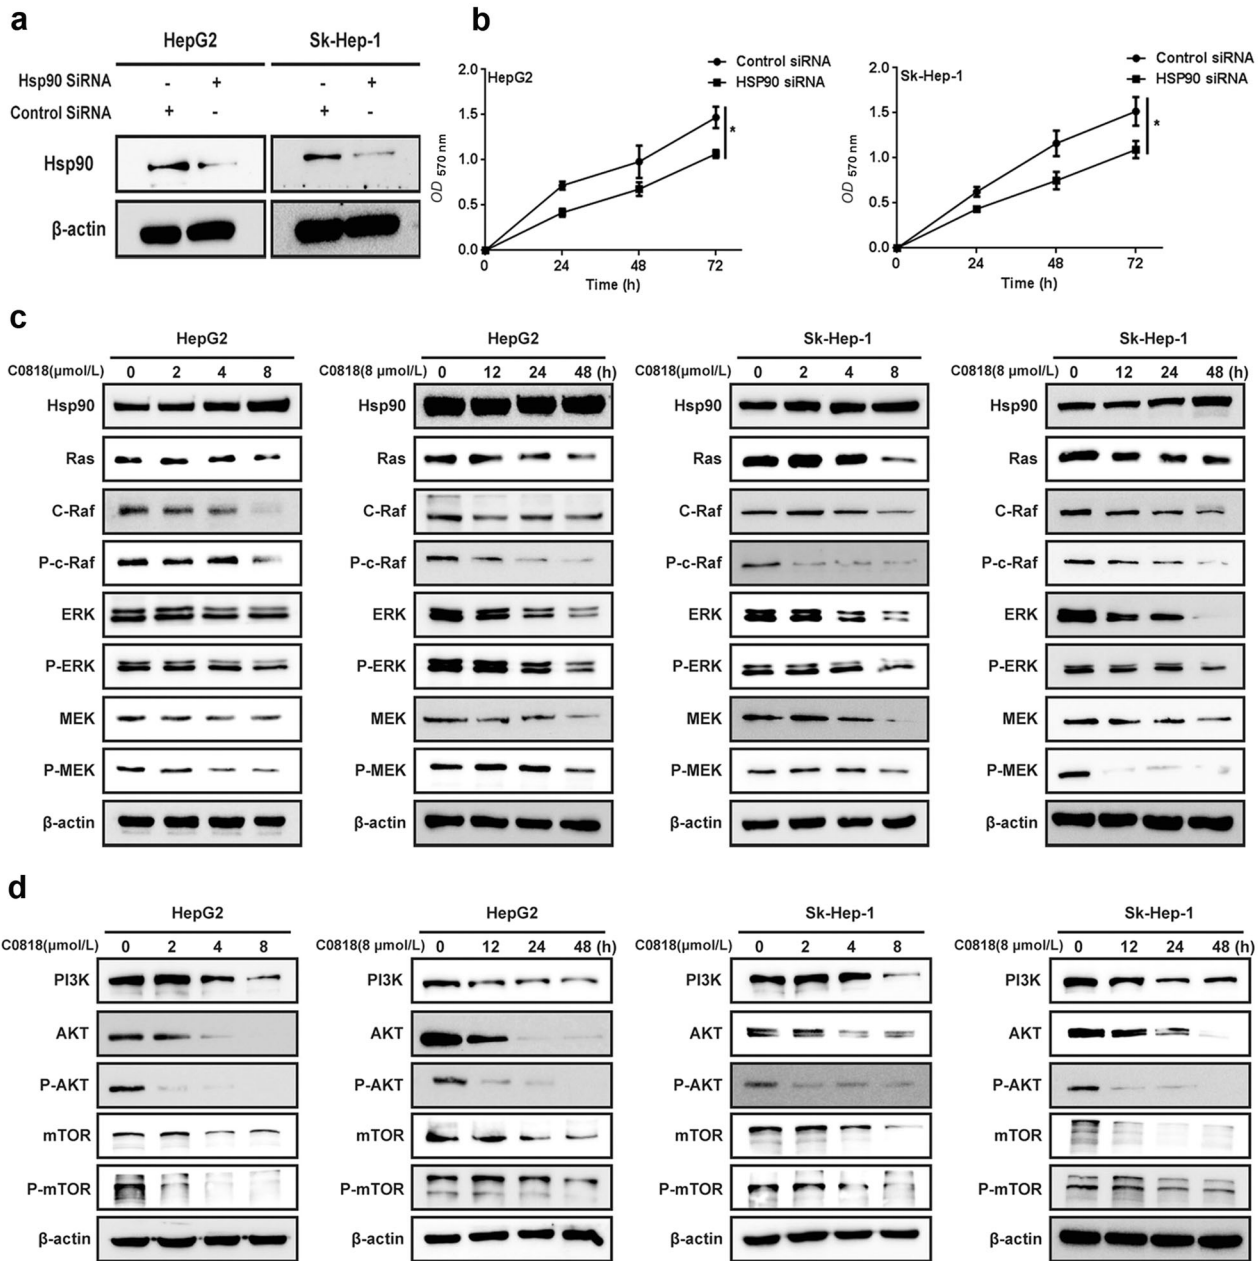 a
HepG2 Sk-Hep-1
Hsp90 SiRNA - + - +
Control SiRNA + - + -
Hsp90
β-actin
b
HepG2
Control siRNA
HSP90 siRNA
2.0
1.5
1.0
0.5
0.0
OD 570 nm
*
0 24 48 72
Time (h)
Sk-Hep-1
Control siRNA
HSP90 siRNA
2.0
1.5
1.0
0.5
0.0
OD 570 nm
*
0 24 48 72
Time (h)
c
HepG2 HepG2 Sk-Hep-1 Sk-Hep-1
C0818(μmol/L) 0 2 4 8 C0818(8 μmol/L) 0 12 24 48 (h) C0818(μmol/L) 0 2 4 8 C0818(8 μmol/L) 0 12 24 48 (h)
Hsp90 Hsp90 Hsp90 Hsp90
Ras Ras Ras Ras
C-Raf C-Raf C-Raf C-Raf
P-c-Raf P-c-Raf P-c-Raf P-c-Raf
ERK ERK ERK ERK
P-ERK P-ERK P-ERK P-ERK
MEK MEK MEK MEK
P-MEK P-MEK P-MEK P-MEK
β-actin β-actin β-actin β-actin
d
HepG2 HepG2 Sk-Hep-1 Sk-Hep-1
C0818(μmol/L) 0 2 4 8 C0818(8 μmol/L) 0 12 24 48 (h) C0818(μmol/L) 0 2 4 8 C0818(8 μmol/L) 0 12 24 48 (h)
PI3K PI3K PI3K PI3K
AKT AKT AKT AKT
P-AKT P-AKT P-AKT P-AKT
mTOR mTOR mTOR mTOR
P-mTOR P-mTOR P-mTOR P-mTOR
β-actin β-actin β-actin β-actin